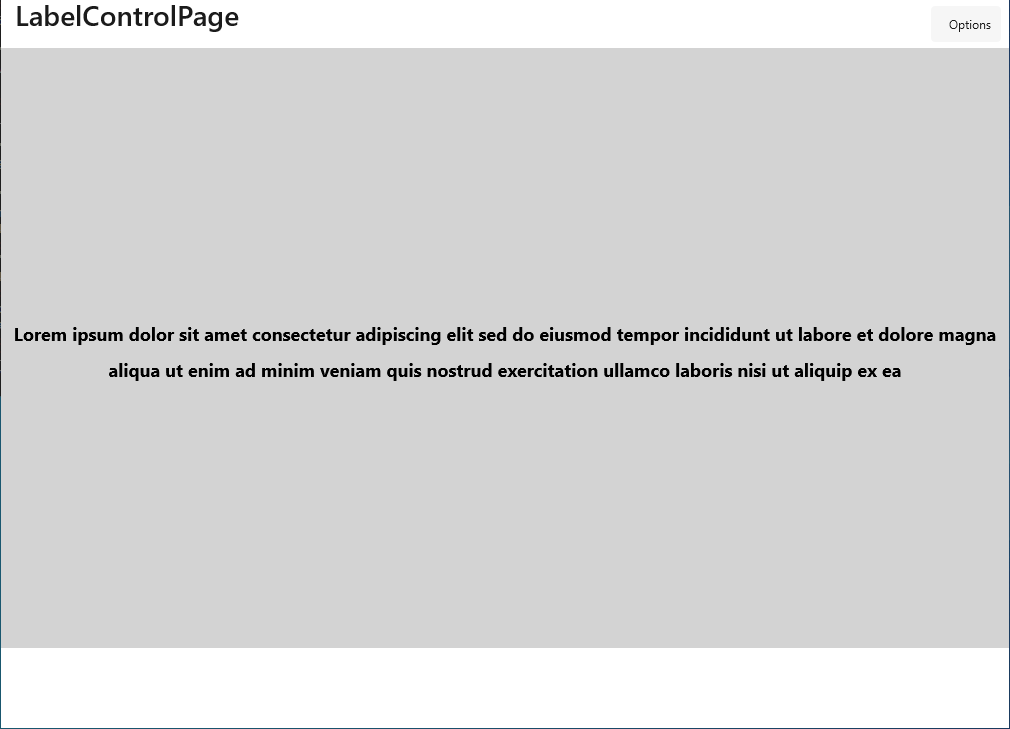 LabelControlPage
Options
Lorem ipsum dolor sit amet consectetur adipiscing elit sed do eiusmod tempor incididunt ut labore et dolore magna
aliqua ut enim ad minim veniam quis nostrud exercitation ullamco laboris nisi ut aliquip ex ea